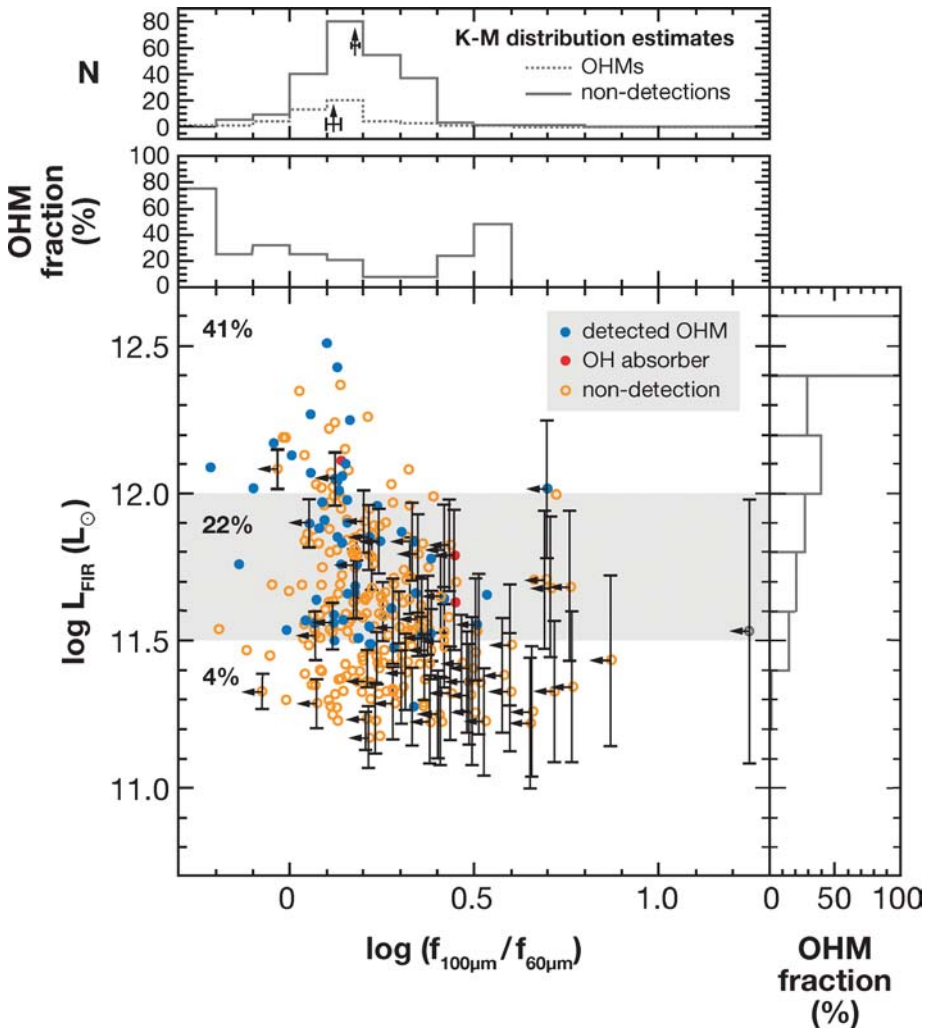 N
80
60
40
20
0
K-M distribution estimates
OHMs
non-detections
OHM
fraction
(%)
100
80
60
40
20
0
log L_FIR (L_⊙)
12.5
12.0
11.5
11.0
41%
22%
4%
detected OHM
OH absorber
non-detection
0
0.5
1.0
log (f_100μm / f_60μm)
0
50
100
OHM
fraction
(%)